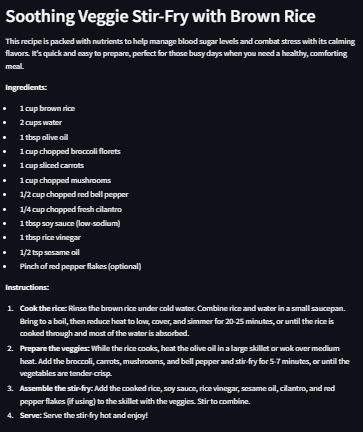 Soothing Veggie Stir-Fry with Brown Rice
This recipe is packed with nutrients to help manage blood sugar levels and combat stress with its calming
flavors. It's quick and easy to prepare, perfect for those busy days when you need a healthy, comforting
meal.
Ingredients:
• 1 cup brown rice
• 2 cups water
• 1 tbsp olive oil
• 1 cup chopped broccoli florets
• 1 cup sliced carrots
• 1 cup chopped mushrooms
• 1/2 cup chopped red bell pepper
• 1/4 cup chopped fresh cilantro
• 1 tbsp soy sauce (low-sodium)
• 1 tbsp rice vinegar
• 1/2 tsp sesame oil
• Pinch of red pepper flakes (optional)
Instructions:
1. Cook the rice: Rinse the brown rice under cold water. Combine rice and water in a small saucepan.
Bring to a boil, then reduce heat to low, cover, and simmer for 20-25 minutes, or until the rice is
cooked through and most of the water is absorbed.
2. Prepare the veggies: While the rice cooks, heat the olive oil in a large skillet or wok over medium
heat. Add the broccoli, carrots, mushrooms, and bell pepper and stir-fry for 5-7 minutes, or until the
vegetables are tender-crisp.
3. Assemble the stir-fry: Add the cooked rice, soy sauce, rice vinegar, sesame oil, cilantro, and red
pepper flakes (if using) to the skillet with the veggies. Stir to combine.
4. Serve: Serve the stir-fry hot and enjoy!